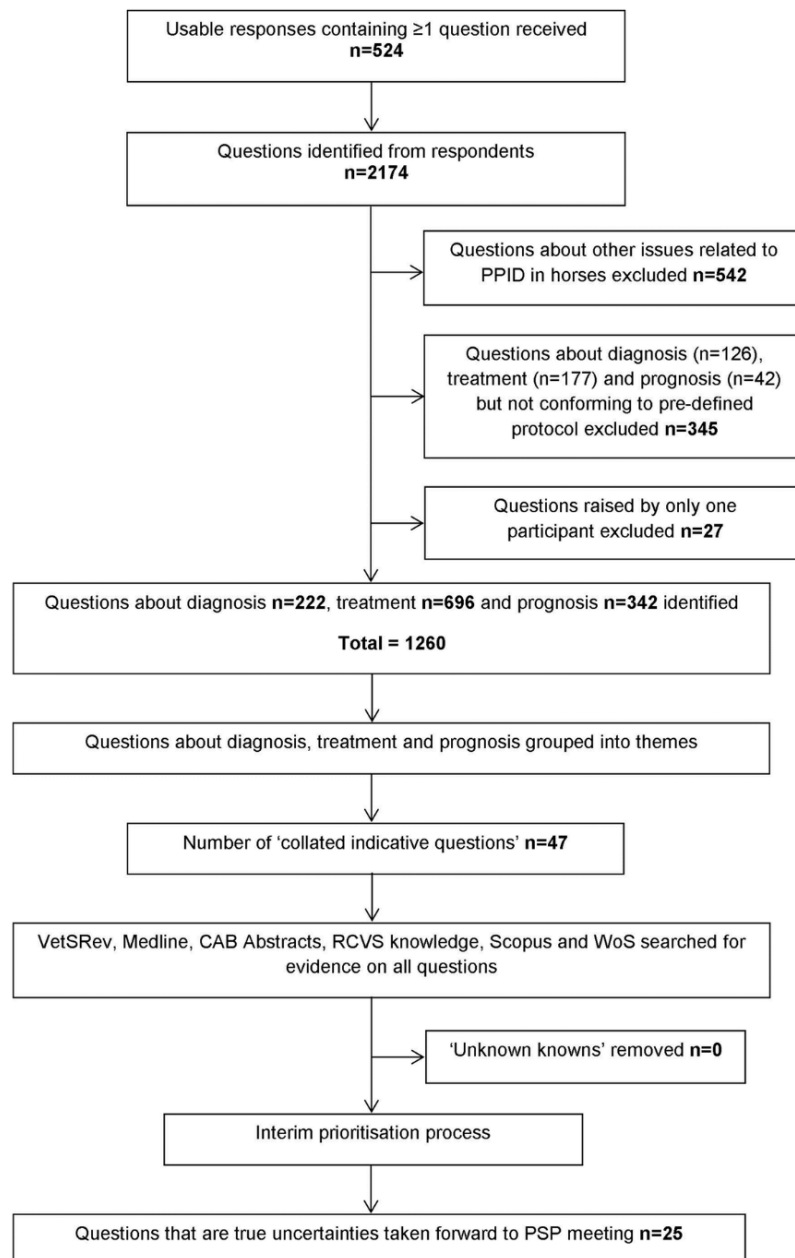 Usable responses containing ≥1 question received
n=524
Questions identified from respondents
n=2174
Questions about other issues related to
PPID in horses excluded n=542
Questions about diagnosis (n=126),
treatment (n=177) and prognosis (n=42)
but not conforming to pre-defined
protocol excluded n=345
Questions raised by only one
participant excluded n=27
Questions about diagnosis n=222, treatment n=696 and prognosis n=342 identified
Total = 1260
Questions about diagnosis, treatment and prognosis grouped into themes
Number of ‘collated indicative questions’ n=47
VetSRev, Medline, CAB Abstracts, RCVS knowledge, Scopus and WoS searched for
evidence on all questions
‘Unknown knowns’ removed n=0
Interim prioritisation process
Questions that are true uncertainties taken forward to PSP meeting n=25